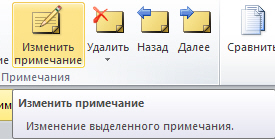 Изменить примечание
Удалить
Назад
Далее
Сравнить
Примечания
Изменить примечание
Изменение выделенного примечания.